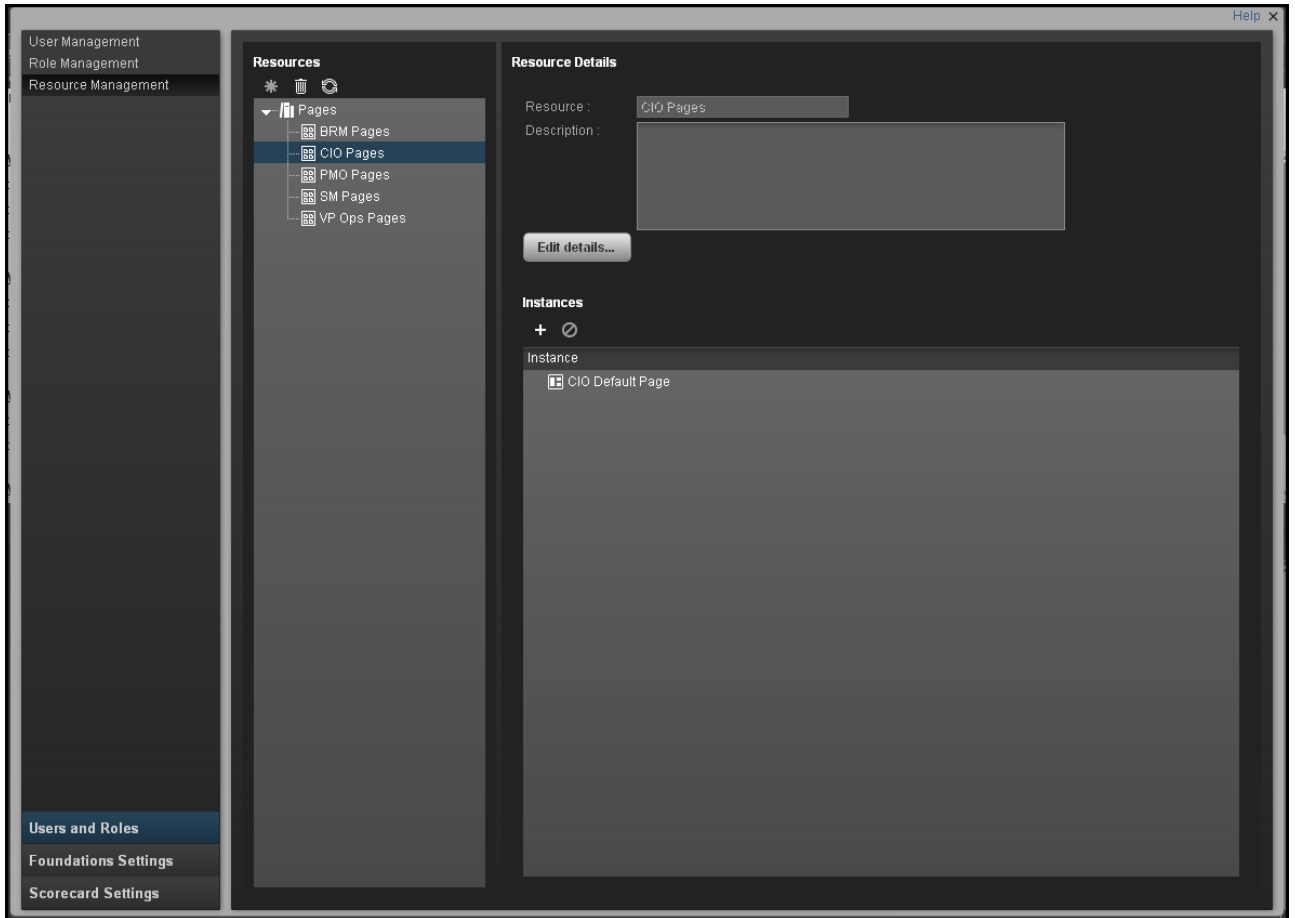 Help
User Management
Role Management
Resource Management
Users and Roles
Foundations Settings
Scorecard Settings
Resources
Pages
BRM Pages
CIO Pages
PMO Pages
SM Pages
VP Ops Pages
Resource Details
Resource : CIO Pages
Description :
Edit details...
Instances
Instance
CIO Default Page